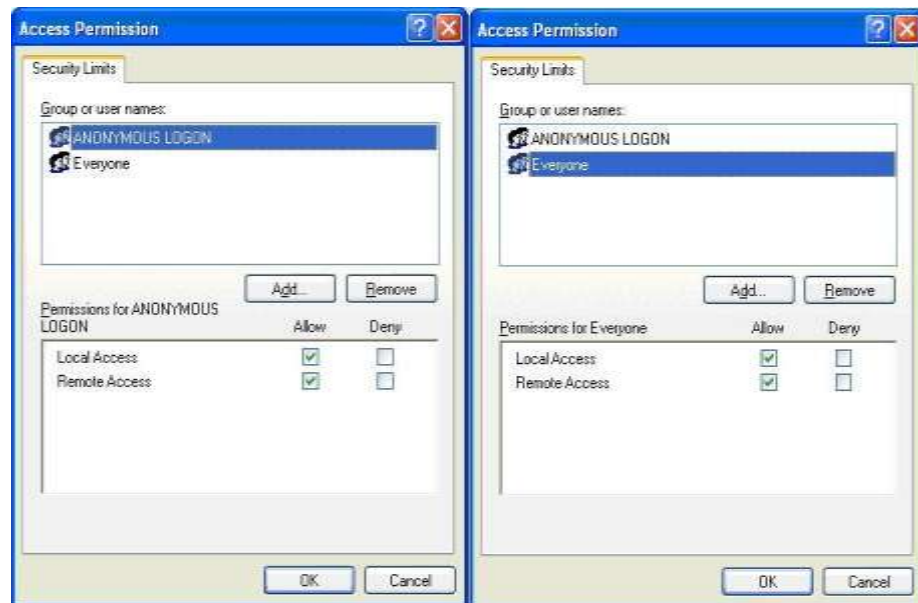 Access Permission
Security Limits
Group or user names:
ANONYMOUS LOGON
Everyone
Add...
Remove
Permissions for ANONYMOUS
LOGON
Allow
Deny
Local Access
Remote Access
OK
Cancel
Access Permission
Security Limits
Group or user names:
ANONYMOUS LOGON
Everyone
Add...
Remove
Permissions for Everyone
Allow
Deny
Local Access
Remote Access
OK
Cancel